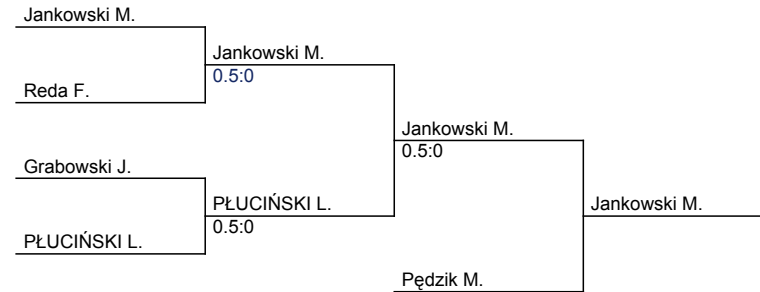 Jankowski M.
Jankowski M.
0.5:0
Reda F.
Jankowski M.
0.5:0
Grabowski J.
PŁUCIŃSKI L.
0.5:0
Jankowski M.
PŁUCIŃSKI L.
Pędzik M.